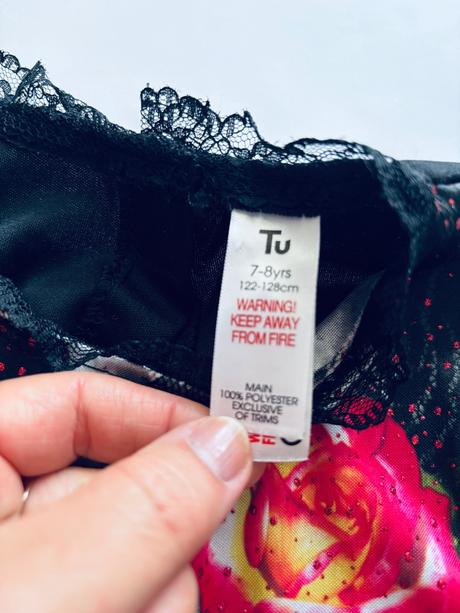 Tu
7-8yrs
122-128cm
WARNING!
KEEP AWAY
FROM FIRE
MAIN
100% POLYESTER
EXCLUSIVE
OF TRIMS